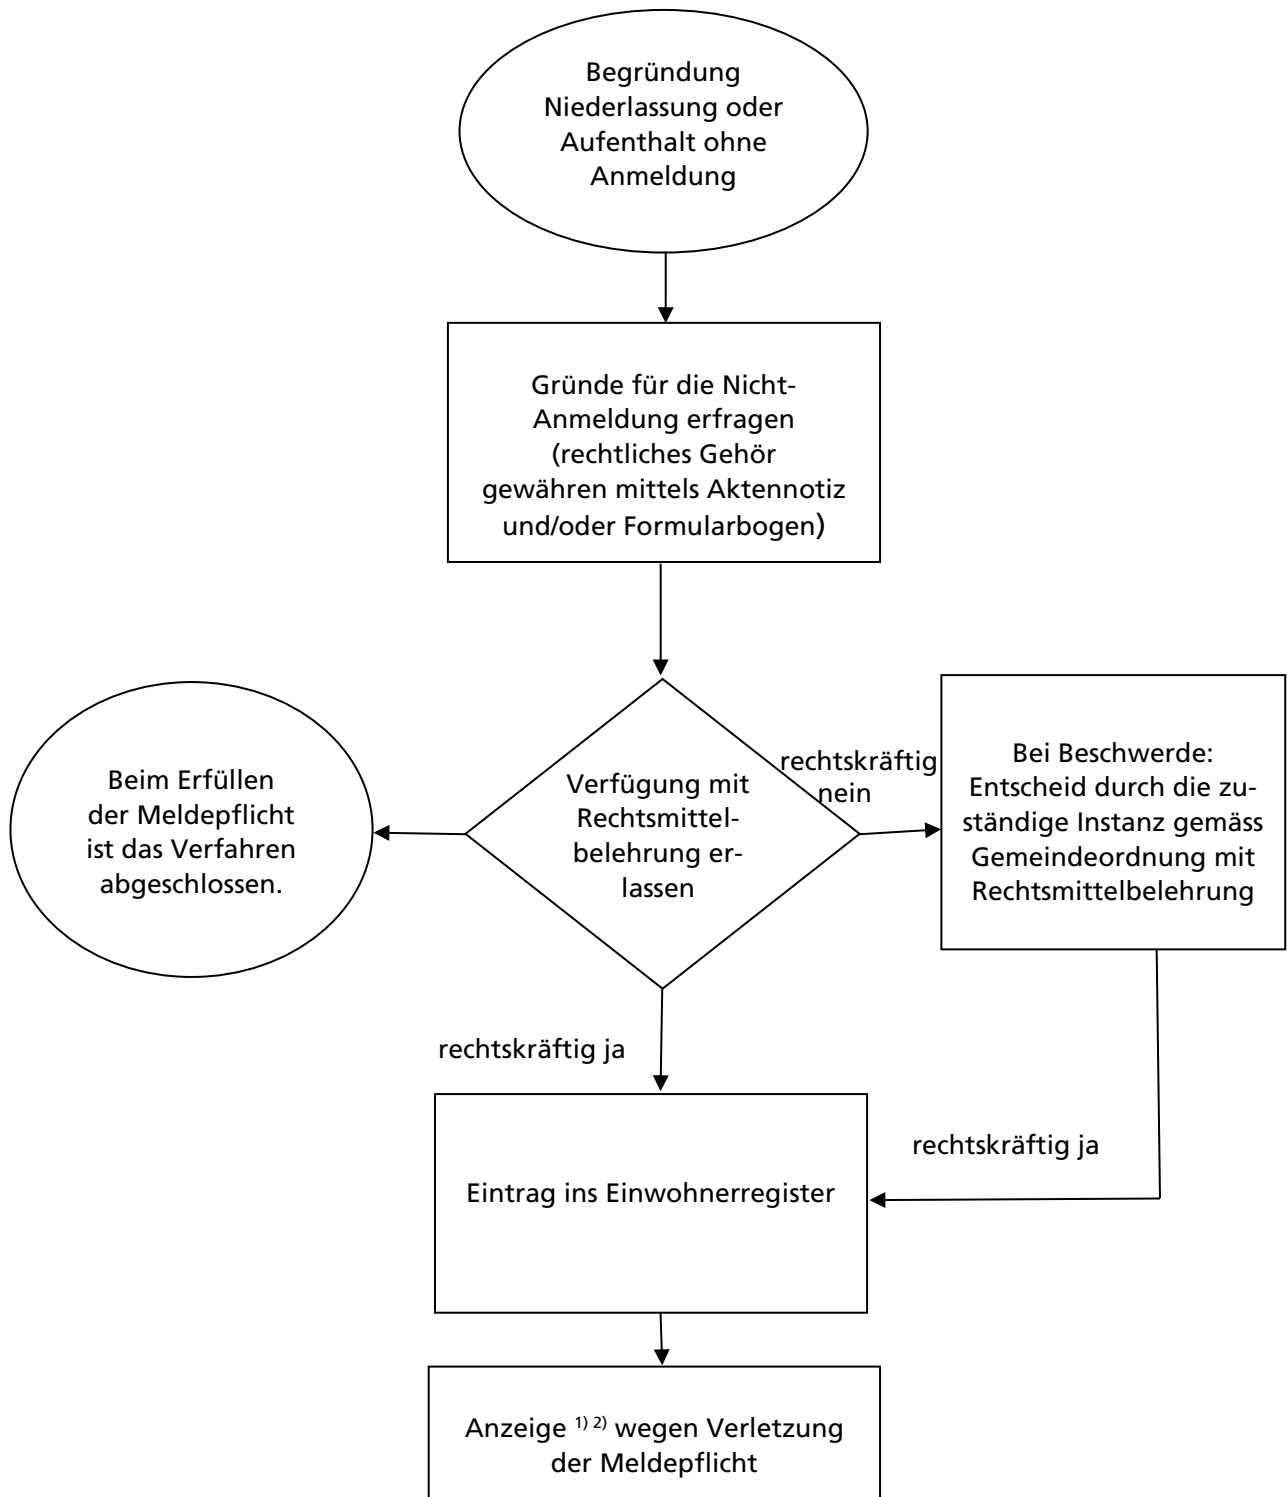 Begründung
Niederlassung oder
Aufenthalt ohne
Anmeldung
Gründe für die Nicht-
Anmeldung erfragen
(rechtliches Gehör
gewähren mittels Aktennotiz
und/oder Formularbogen)
Beim Erfüllen
der Meldepflicht
ist das Verfahren
abgeschlossen.
Verfügung mit
Rechtsmittel-
belehrung er-
lassen
rechtskräftig
nein
Bei Beschwerde:
Entscheid durch die zu-
ständige Instanz gemäss
Gemeindeordnung mit
Rechtsmittelbelehrung
rechtskräftig ja
rechtskräftig ja
Eintrag ins Einwohnerregister
Anzeige 1) 2) wegen Verletzung
der Meldepflicht